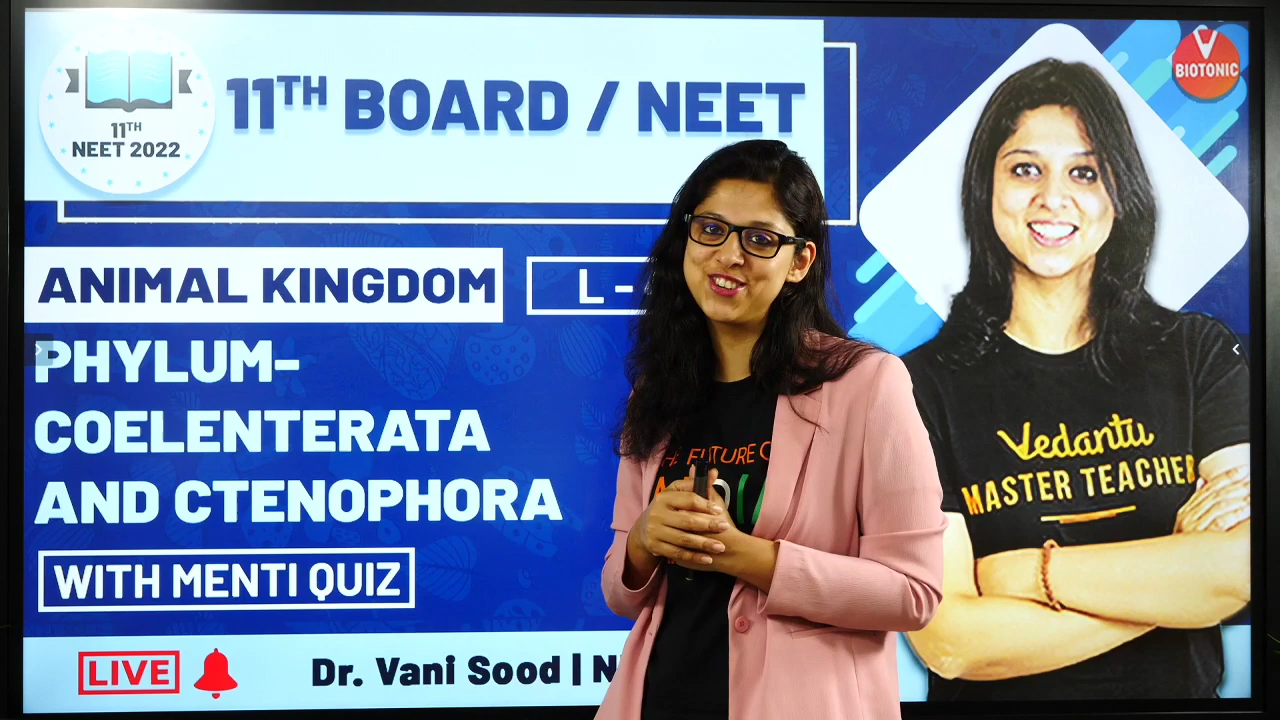 11TH
NEET 2022
11TH BOARD / NEET
V
BIOTONIC
ANIMAL KINGDOM
L -
PHYLUM-
COELENTERATA
AND CTENOPHORA
WITH MENTI QUIZ
LIVE
Dr. Vani Sood |
FUTURE
Vedantu
MASTER TEACHER